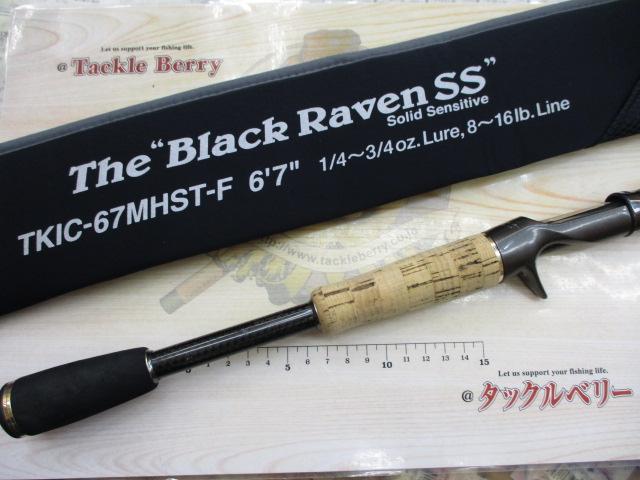 Let us support your fishing life.
@ Tackle Berry
The "Black Raven SS"
Solid Sensitive
TKIC-67MHST-F 6'7" 1/4~3/4oz. Lure, 8~16lb. Line
http://www.tackleberry.co.jp
5 10 15
Let us support your fishing life.
@ タックルベリー